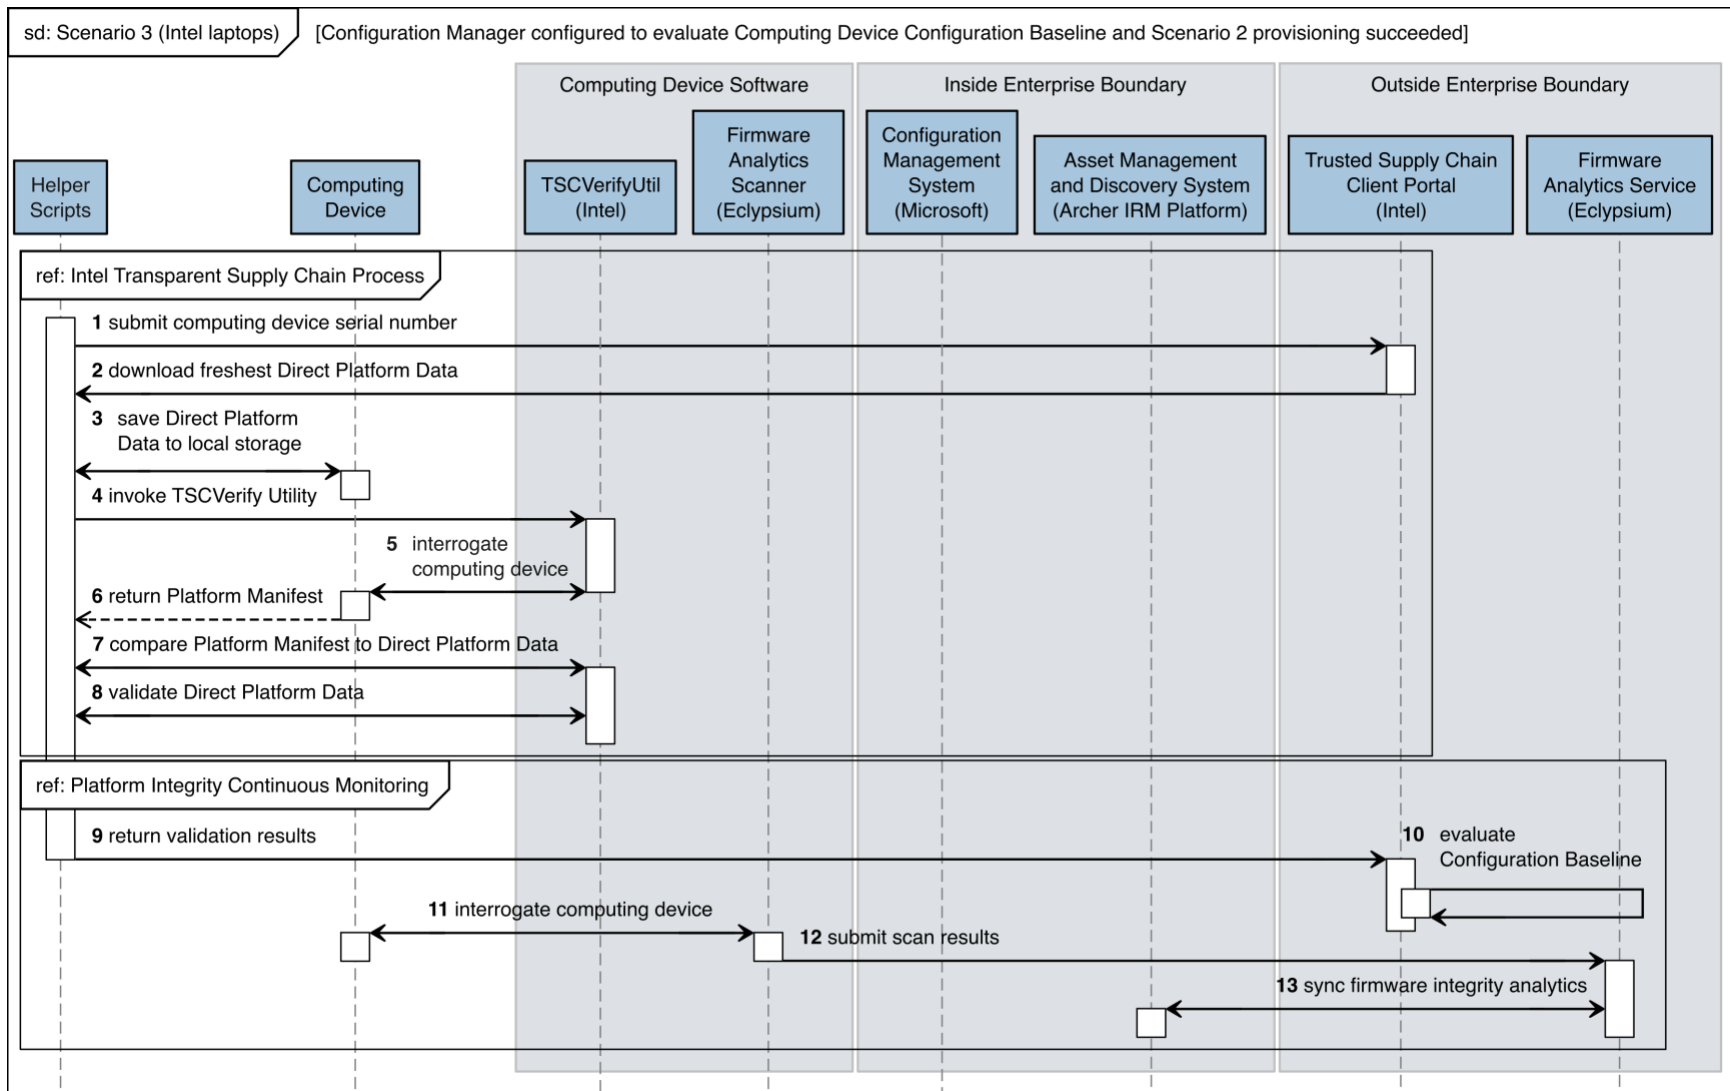 sd: Scenario 3 (Intel laptops)
[Configuration Manager configured to evaluate Computing Device Configuration Baseline and Scenario 2 provisioning succeeded]
Computing Device Software
Inside Enterprise Boundary
Outside Enterprise Boundary
Helper
Scripts
Computing
Device
TSCVerifyUtil
(Intel)
Firmware
Analytics
Scanner
(Eclypsium)
Configuration
Management
System
(Microsoft)
Asset Management
and Discovery System
(Archer IRM Platform)
Trusted Supply Chain
Client Portal
(Intel)
Firmware
Analytics Service
(Eclypsium)
ref: Intel Transparent Supply Chain Process
1 submit computing device serial number
2 download freshest Direct Platform Data
3 save Direct Platform
Data to local storage
4 invoke TSCVerify Utility
5 interrogate
computing device
6 return Platform Manifest
7 compare Platform Manifest to Direct Platform Data
8 validate Direct Platform Data
ref: Platform Integrity Continuous Monitoring
9 return validation results
10 evaluate
Configuration Baseline
11 interrogate computing device
12 submit scan results
13 sync firmware integrity analytics